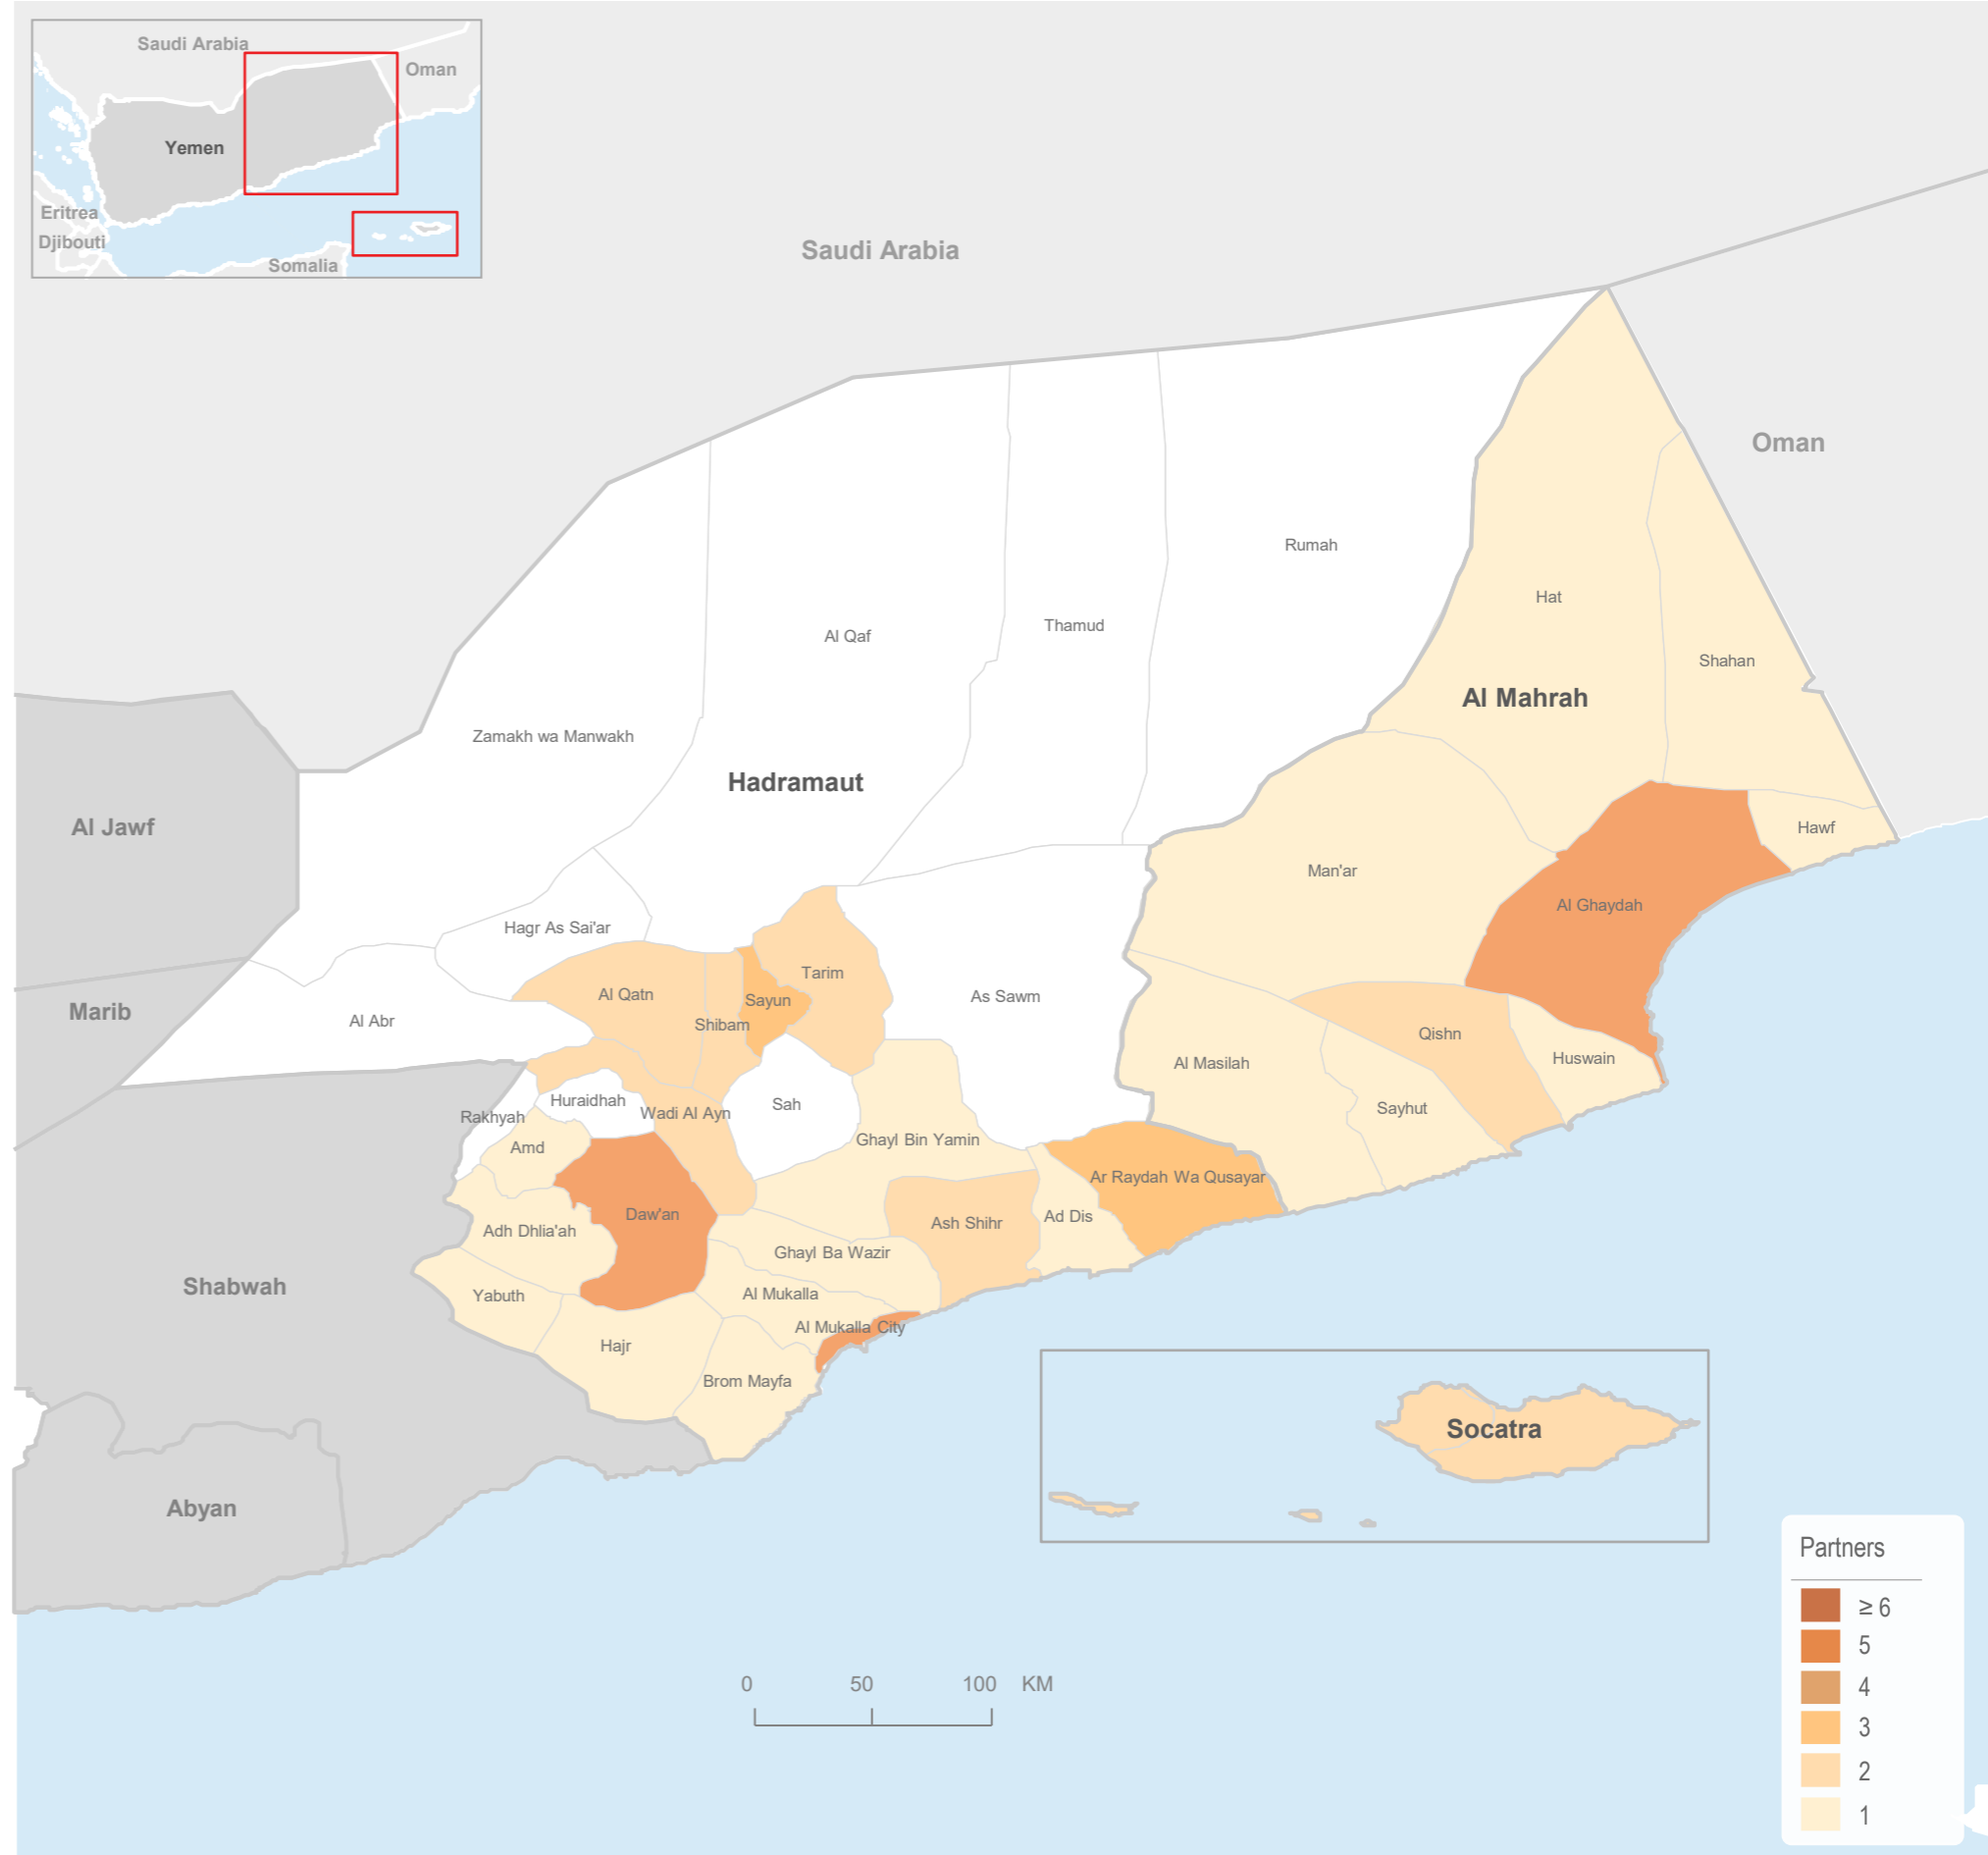 Saudi Arabia
Oman
Yemen
Eritrea
Djibouti
Somalia
Saudi Arabia
Oman
Rumah
Hat
Thamud
Al Qaf
Shahan
Al Mahrah
Zamakh wa Manwakh
Hadramaut
Al Jawf
Hawf
Man'ar
Al Ghaydah
Hagr As Sai'ar
Tarim
Al Qatn
Sayun
As Sawm
Marib
Al Abr
Shibam
Qishn
Huswain
Al Masilah
Huraidhah
Sah
Sayhut
Rakhyah
Wadi Al Ayn
Amd
Ghayl Bin Yamin
Ar Raydah Wa Qusayar
Daw'an
Ad Dis
Ash Shihr
Adh Dhlia'ah
Ghayl Ba Wazir
Shabwah
Yabuth
Al Mukalla
Al Mukalla City
Hajr
Brom Mayfa
Socatra
Abyan
Partners
≥ 6
5
4
3
2
1
0 50 100 KM